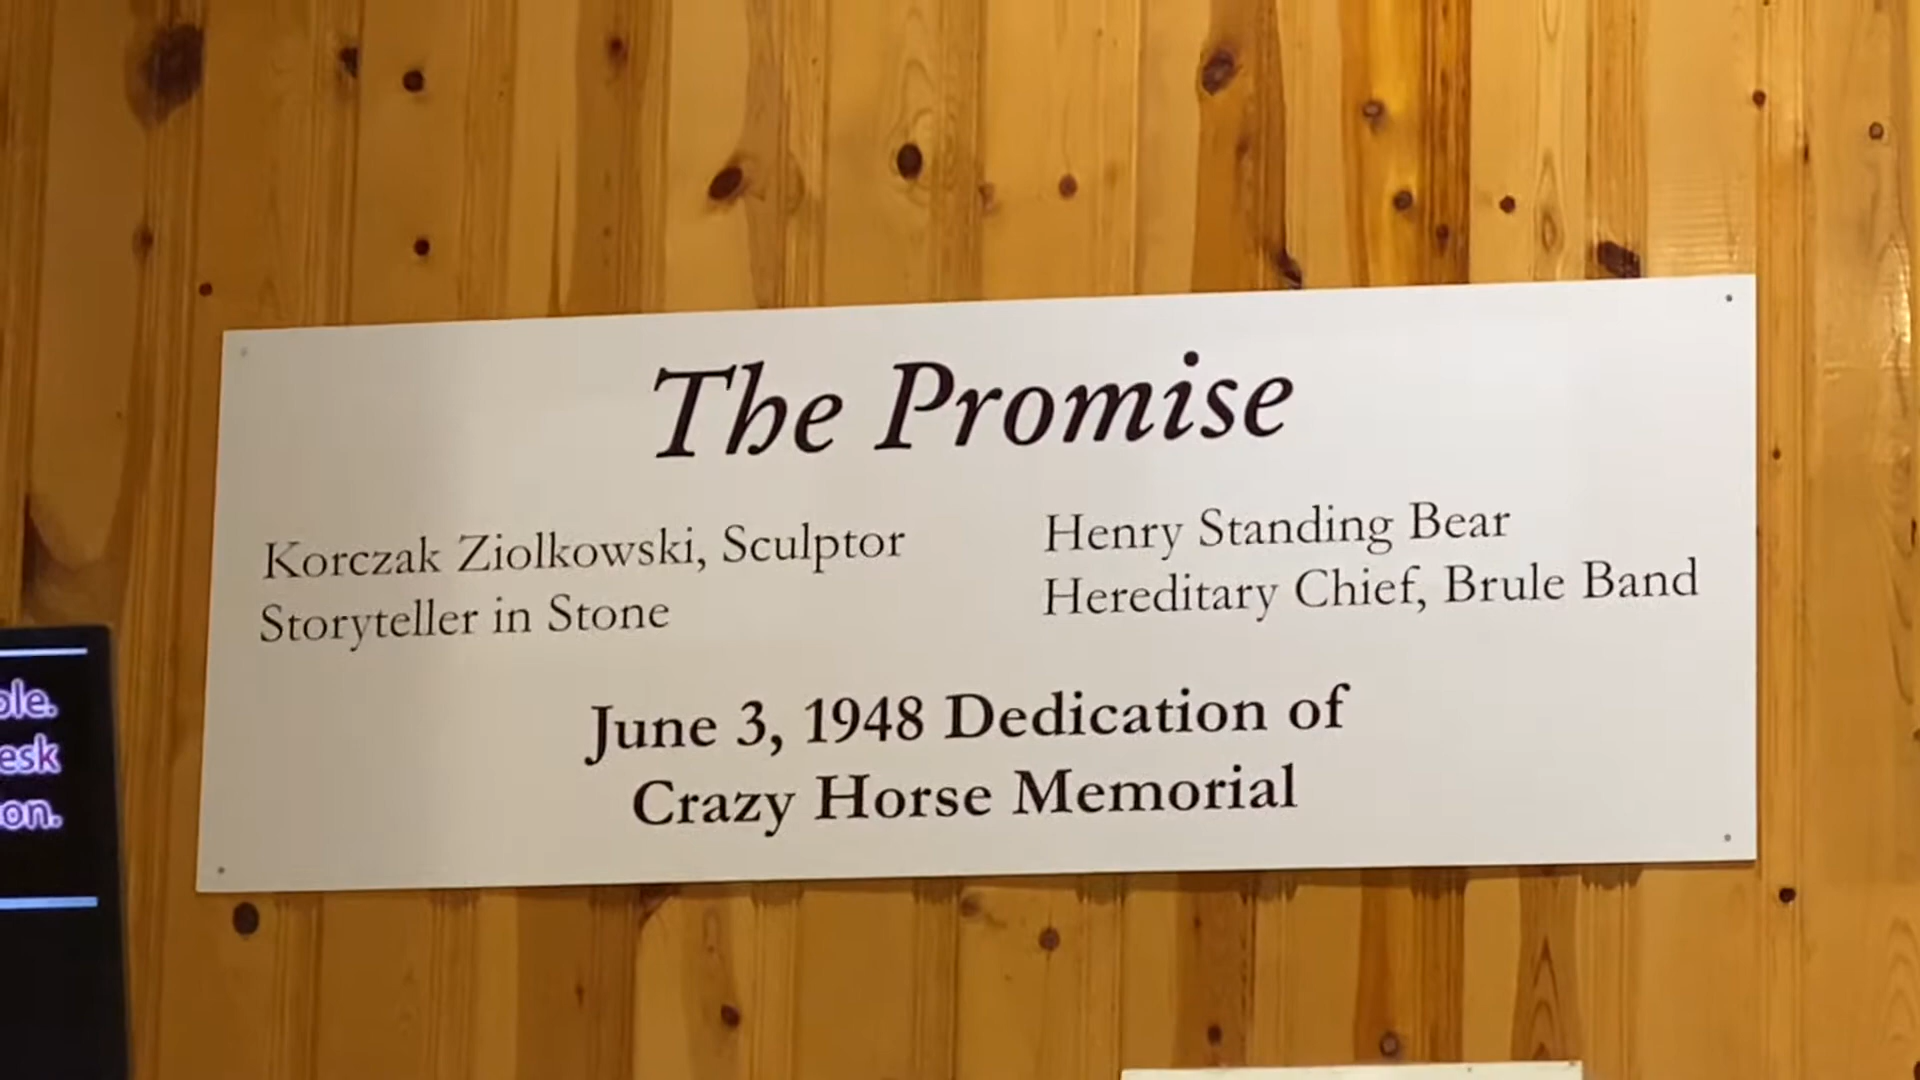 The Promise
Korczak Ziolkowski, Sculptor
Storyteller in Stone
Henry Standing Bear
Hereditary Chief, Brule Band
June 3, 1948 Dedication of
Crazy Horse Memorial
on.